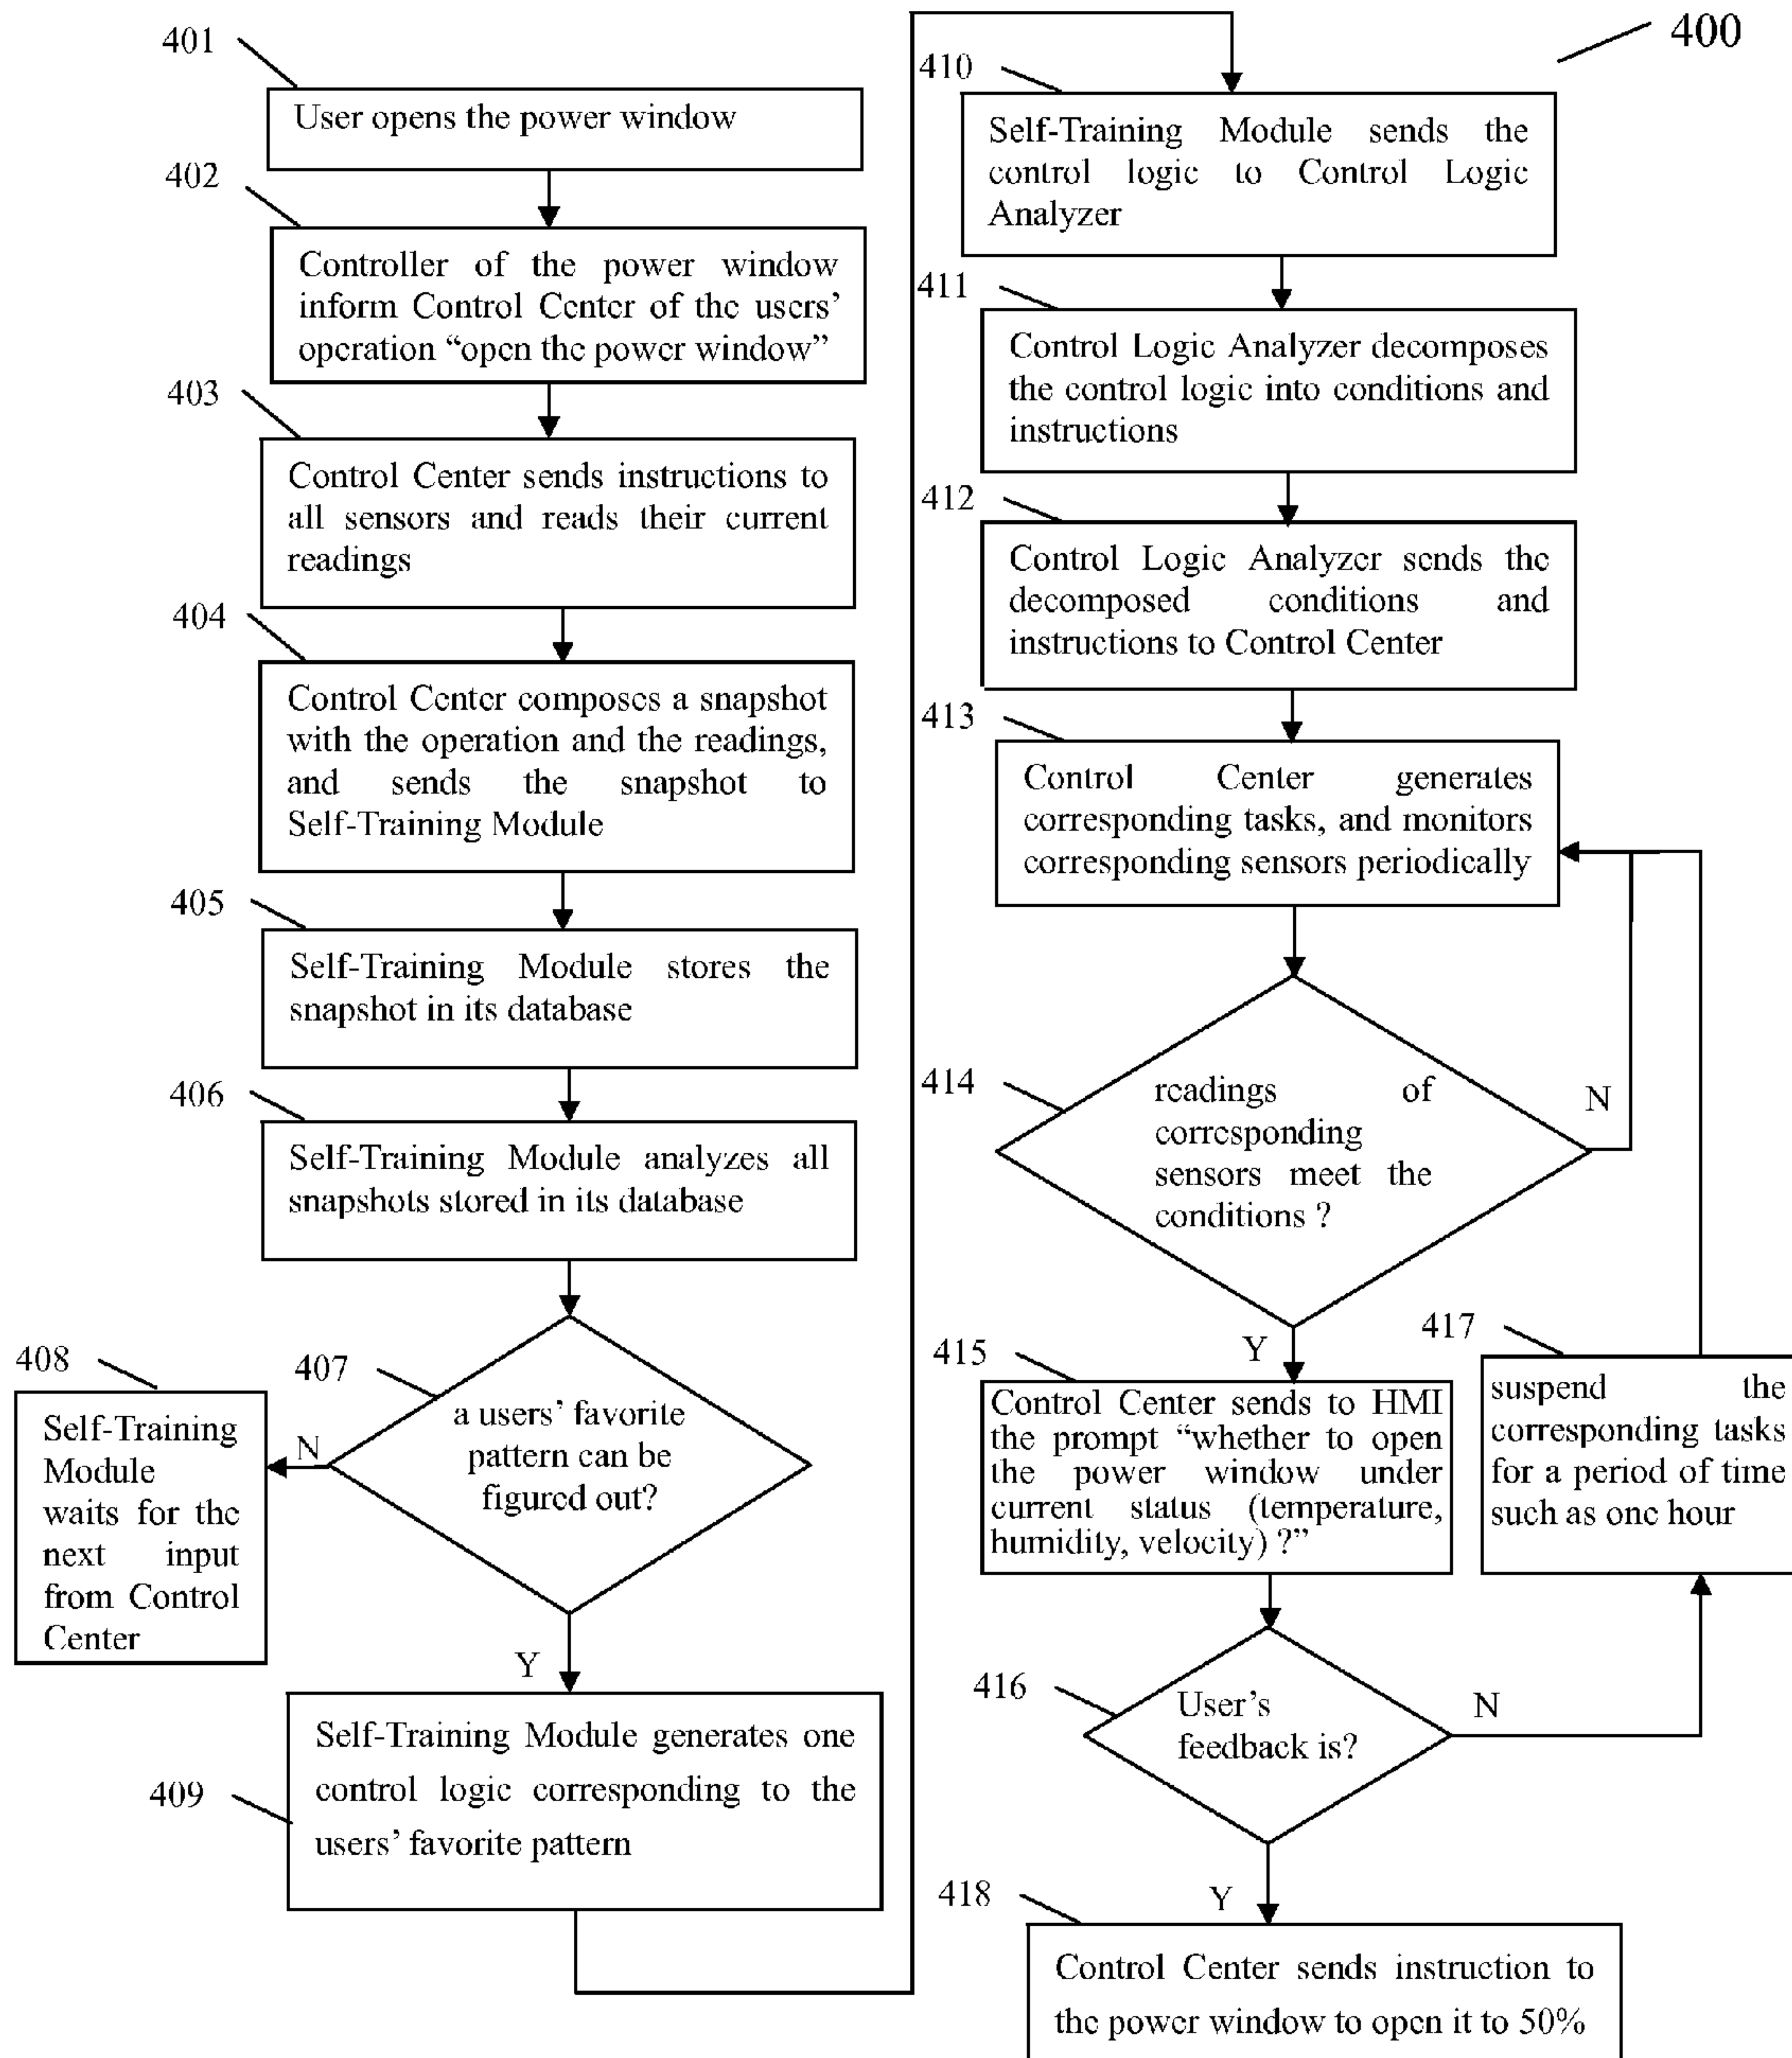 400
401
User opens the power window
402
Controller of the power window
inform Control Center of the users’
operation “open the power window”
403
Control Center sends instructions to
all sensors and reads their current
readings
404
Control Center composes a snapshot
with the operation and the readings,
and sends the snapshot to
Self-Training Module
405
Self-Training Module stores the
snapshot in its database
406
Self-Training Module analyzes all
snapshots stored in its database
407
a users’ favorite
pattern can be
figured out?
N
408
Self-Training
Module
waits for the
next input
from Control
Center
Y
409
Self-Training Module generates one
control logic corresponding to the
users’ favorite pattern
410
Self-Training Module sends the
control logic to Control Logic
Analyzer
411
Control Logic Analyzer decomposes
the control logic into conditions and
instructions
412
Control Logic Analyzer sends the
decomposed conditions and
instructions to Control Center
413
Control Center generates
corresponding tasks, and monitors
corresponding sensors periodically
414
readings of
corresponding
sensors meet the
conditions ?
N
Y
415
Control Center sends to HMI
the prompt “whether to open
the power window under
current status (temperature,
humidity, velocity) ?”
417
suspend the
corresponding tasks
for a period of time
such as one hour
416
User’s
feedback is?
N
Y
418
Control Center sends instruction to
the power window to open it to 50%